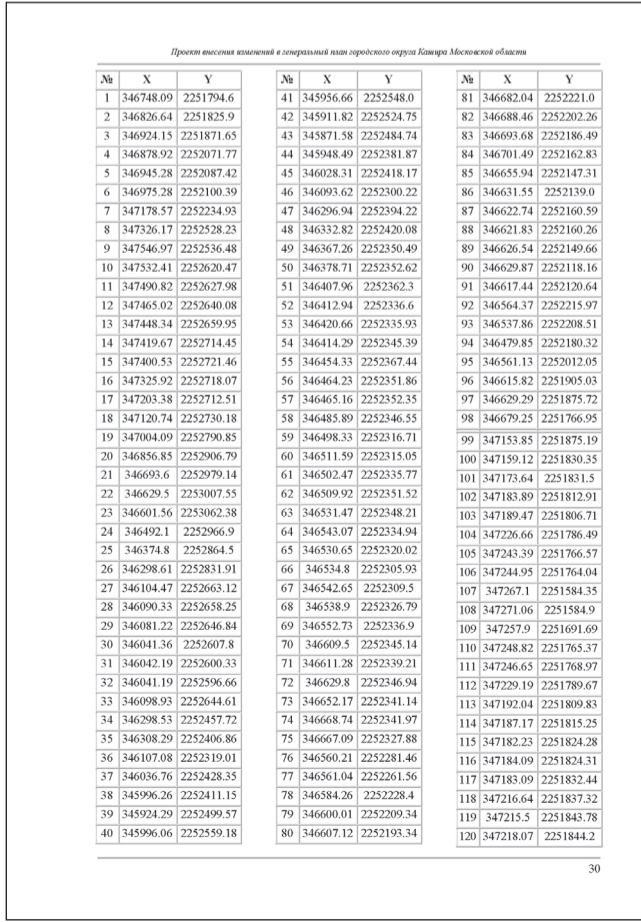 Проект внесения изменений в генеральный план городского округа Кашира Московской области
№ X Y
1 346748.09 2251794.6
2 346826.64 2251825.9
3 346924.15 2251871.65
4 346878.92 2252071.77
5 346945.28 2252087.42
6 346975.28 2252100.39
7 347178.57 2252234.93
8 347326.17 2252528.23
9 347546.97 2252536.48
10 347532.41 2252620.47
11 347490.82 2252627.98
12 347465.02 2252640.08
13 347448.34 2252659.95
14 347419.67 2252714.45
15 347400.53 2252721.46
16 347325.92 2252718.07
17 347203.38 2252712.51
18 347120.74 2252730.18
19 347004.09 2252790.85
20 346856.85 2252906.79
21 346693.6 2252979.14
22 346629.5 2253007.55
23 346601.56 2253062.38
24 346492.1 2252966.9
25 346374.8 2252864.5
26 346298.61 2252831.91
27 346104.47 2252663.12
28 346090.33 2252658.25
29 346081.22 2252646.84
30 346041.36 2252607.8
31 346042.19 2252600.33
32 346041.19 2252596.66
33 346098.93 2252644.61
34 346298.53 2252457.72
35 346308.29 2252406.86
36 346107.08 2252319.01
37 346036.76 2252428.35
38 345996.26 2252411.15
39 345924.29 2252499.57
40 345996.06 2252559.18
№ X Y
41 345956.66 2252548.0
42 345911.82 2252524.75
43 345871.58 2252484.74
44 345948.49 2252381.87
45 346028.31 2252418.17
46 346093.62 2252300.22
47 346296.94 2252394.22
48 346332.82 2252420.08
49 346367.26 2252350.49
50 346378.71 2252352.62
51 346407.96 2252362.3
52 346412.94 2252336.6
53 346420.66 2252335.93
54 346414.29 2252345.39
55 346454.33 2252367.44
56 346464.23 2252351.86
57 346465.16 2252352.35
58 346485.89 2252346.55
59 346498.33 2252316.71
60 346511.59 2252315.05
61 346502.47 2252335.77
62 346509.92 2252351.52
63 346531.47 2252348.21
64 346543.07 2252334.94
65 346530.65 2252320.02
66 346534.8 2252305.93
67 346542.65 2252309.5
68 346538.9 2252326.79
69 346552.73 2252336.9
70 346609.5 2252345.14
71 346611.28 2252339.21
72 346629.8 2252346.94
73 346652.17 2252341.14
74 346668.74 2252341.97
75 346667.09 2252327.88
76 346560.21 2252281.46
77 346561.04 2252261.56
78 346584.26 2252228.4
79 346600.01 2252209.34
80 346607.12 2252193.34
№ X Y
81 346682.04 2252221.0
82 346688.46 2252202.26
83 346693.68 2252186.49
84 346701.49 2252162.83
85 346655.94 2252147.31
86 346631.55 2252139.0
87 346622.74 2252160.59
88 346621.83 2252160.26
89 346626.54 2252149.66
90 346629.87 2252118.16
91 346617.44 2252120.64
92 346564.37 2252215.97
93 346537.86 2252208.51
94 346479.85 2252180.32
95 346561.13 2252012.05
96 346615.82 2251905.03
97 346629.29 2251875.72
98 346679.25 2251766.95
99 347153.85 2251875.19
100 347159.12 2251830.35
101 347173.64 2251831.5
102 347183.89 2251812.91
103 347189.47 2251806.71
104 347226.66 2251786.49
105 347243.39 2251766.57
106 347244.95 2251764.04
107 347267.1 2251584.35
108 347271.06 2251584.9
109 347257.9 2251691.69
110 347248.82 2251765.37
111 347246.65 2251768.97
112 347229.19 2251789.67
113 347192.04 2251809.83
114 347187.17 2251815.25
115 347182.23 2251824.28
116 347184.09 2251824.31
117 347183.09 2251832.44
118 347216.64 2251837.32
119 347215.5 2251843.78
120 347218.07 2251844.2
30